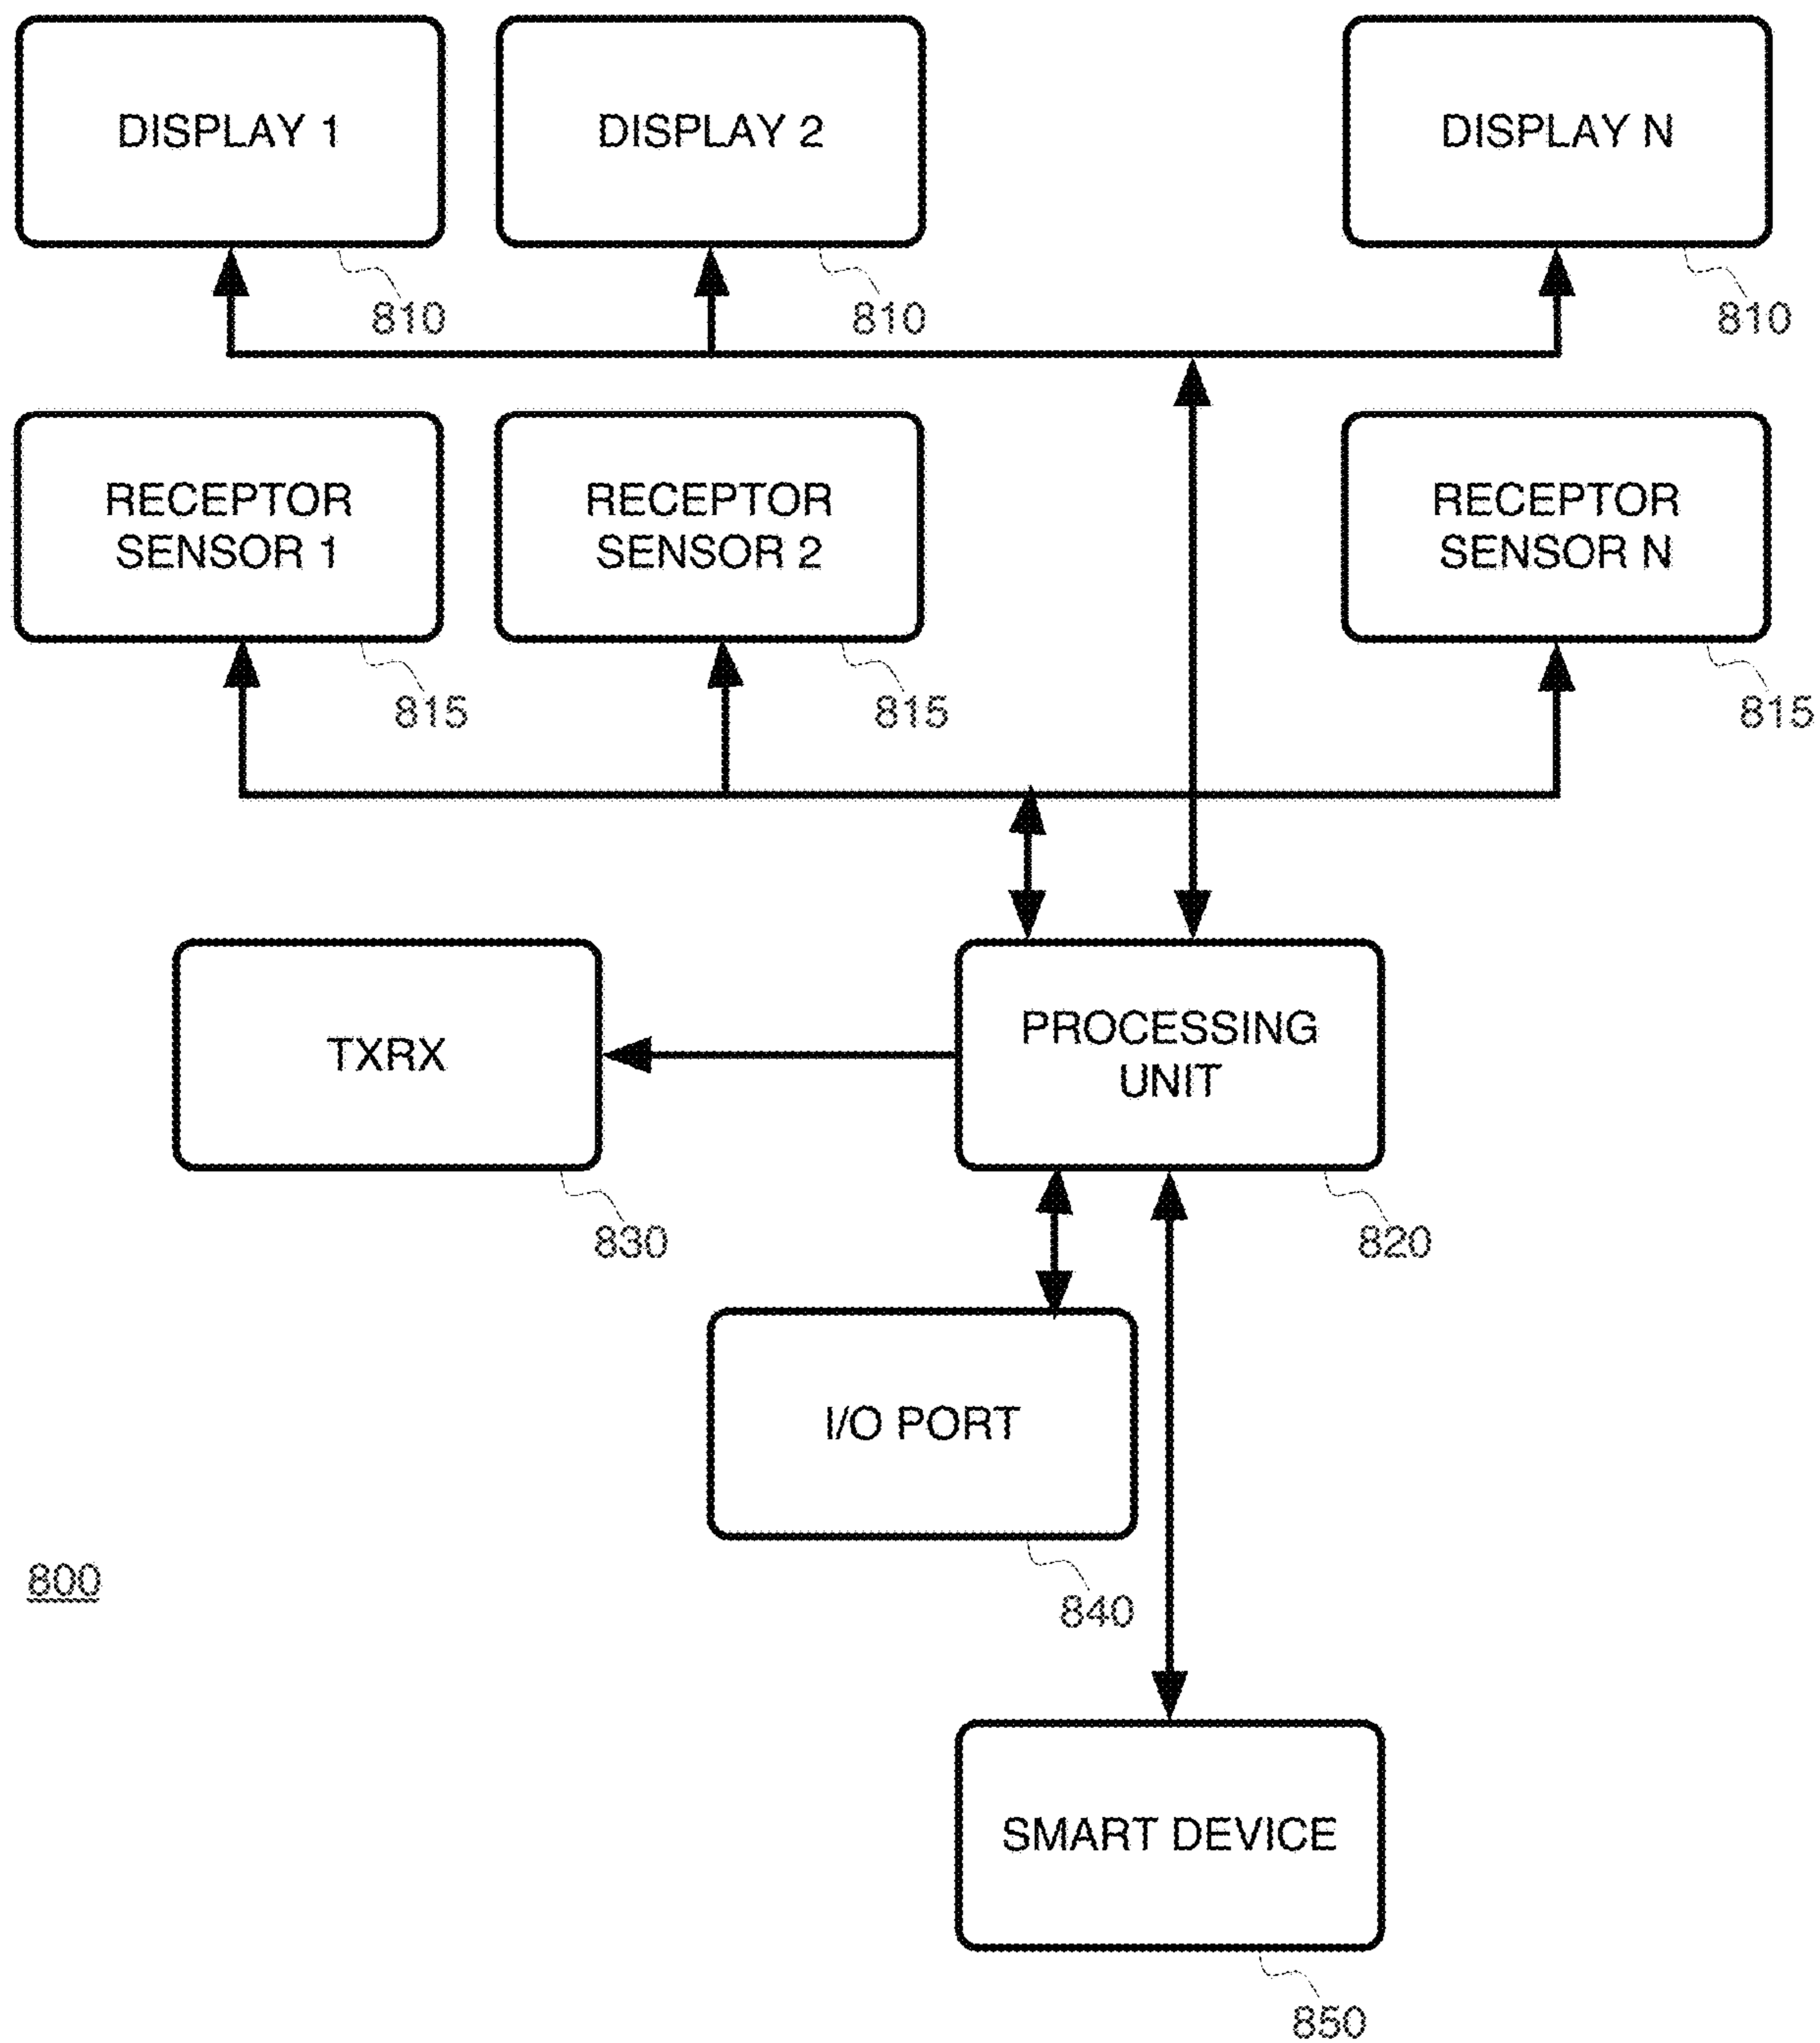 DISPLAY 1
DISPLAY 2
DISPLAY N
810
810
810
RECEPTOR
SENSOR 1
RECEPTOR
SENSOR 2
RECEPTOR
SENSOR N
815
815
815
TXRX
PROCESSING
UNIT
830
820
I/O PORT
800
840
SMART DEVICE
850